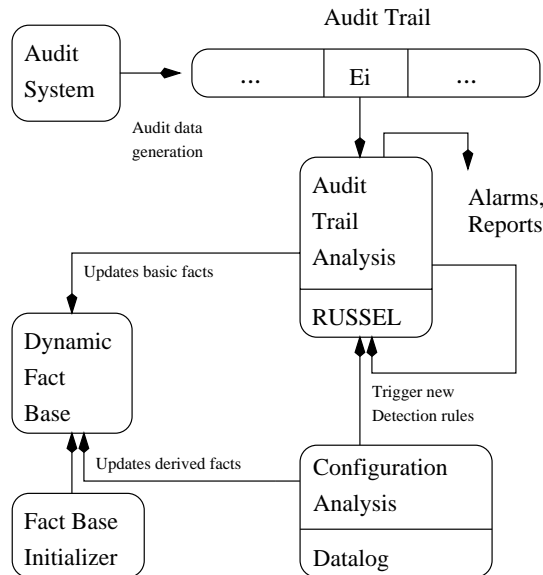 Audit Trail
Audit
System
... Ei ...
Audit data
generation
Audit
Trail
Analysis
RUSSEL
Alarms,
Reports
Updates basic facts
Dynamic
Fact
Base
Trigger new
Detection rules
Updates derived facts
Configuration
Analysis
Datalog
Fact Base
Initializer